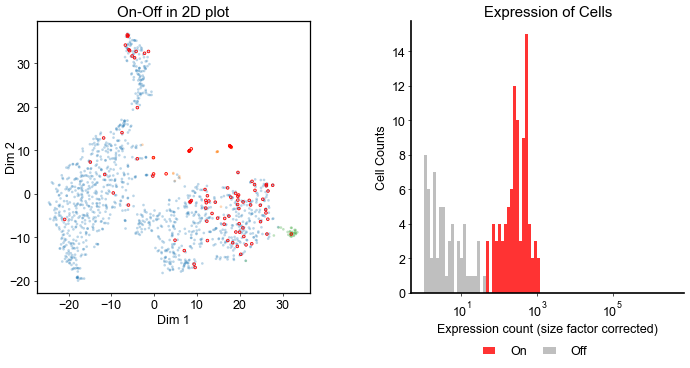 On-Off in 2D plot
Dim 2
30
20
10
0
−10
−20
−20 −10 0 10 20 30
Dim 1
Expression of Cells
Cell Counts
14
12
10
8
6
4
2
0
10^1 10^3 10^5
Expression count (size factor corrected)
On Off